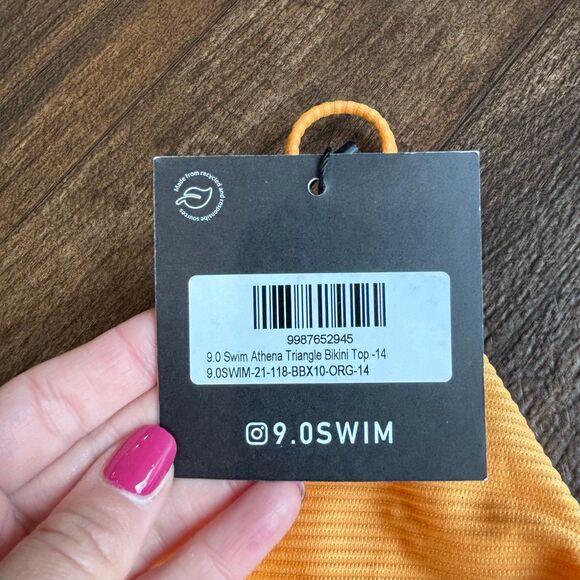 Made from recycled and
responsibe sources
9987652945
9.0 Swim Athena Triangle Bikini Top -14
9.0SWIM-21-118-BBX10-ORG-14
9.0SWIM